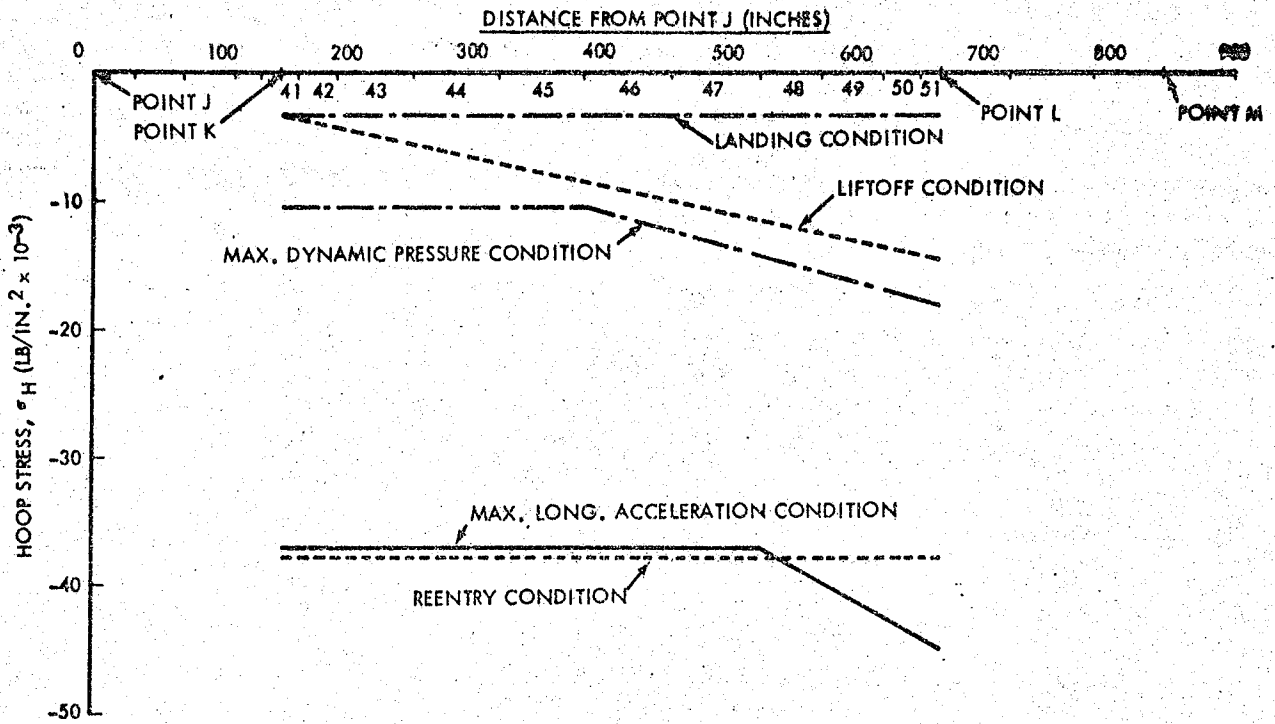 DISTANCE FROM POINT J (INCHES)
0 100 200 300 400 500 600 700 800
41 42 43 44 45 46 47 48 49 50 51
POINT J
POINT K
POINT L
POINT M
LANDING CONDITION
LIFTOFF CONDITION
-10
MAX. DYNAMIC PRESSURE CONDITION
HOOP STRESS, σH (LB/IN.² x 10⁻³)
-20
-30
MAX. LONG. ACCELERATION CONDITION
-40
REENTRY CONDITION
-50